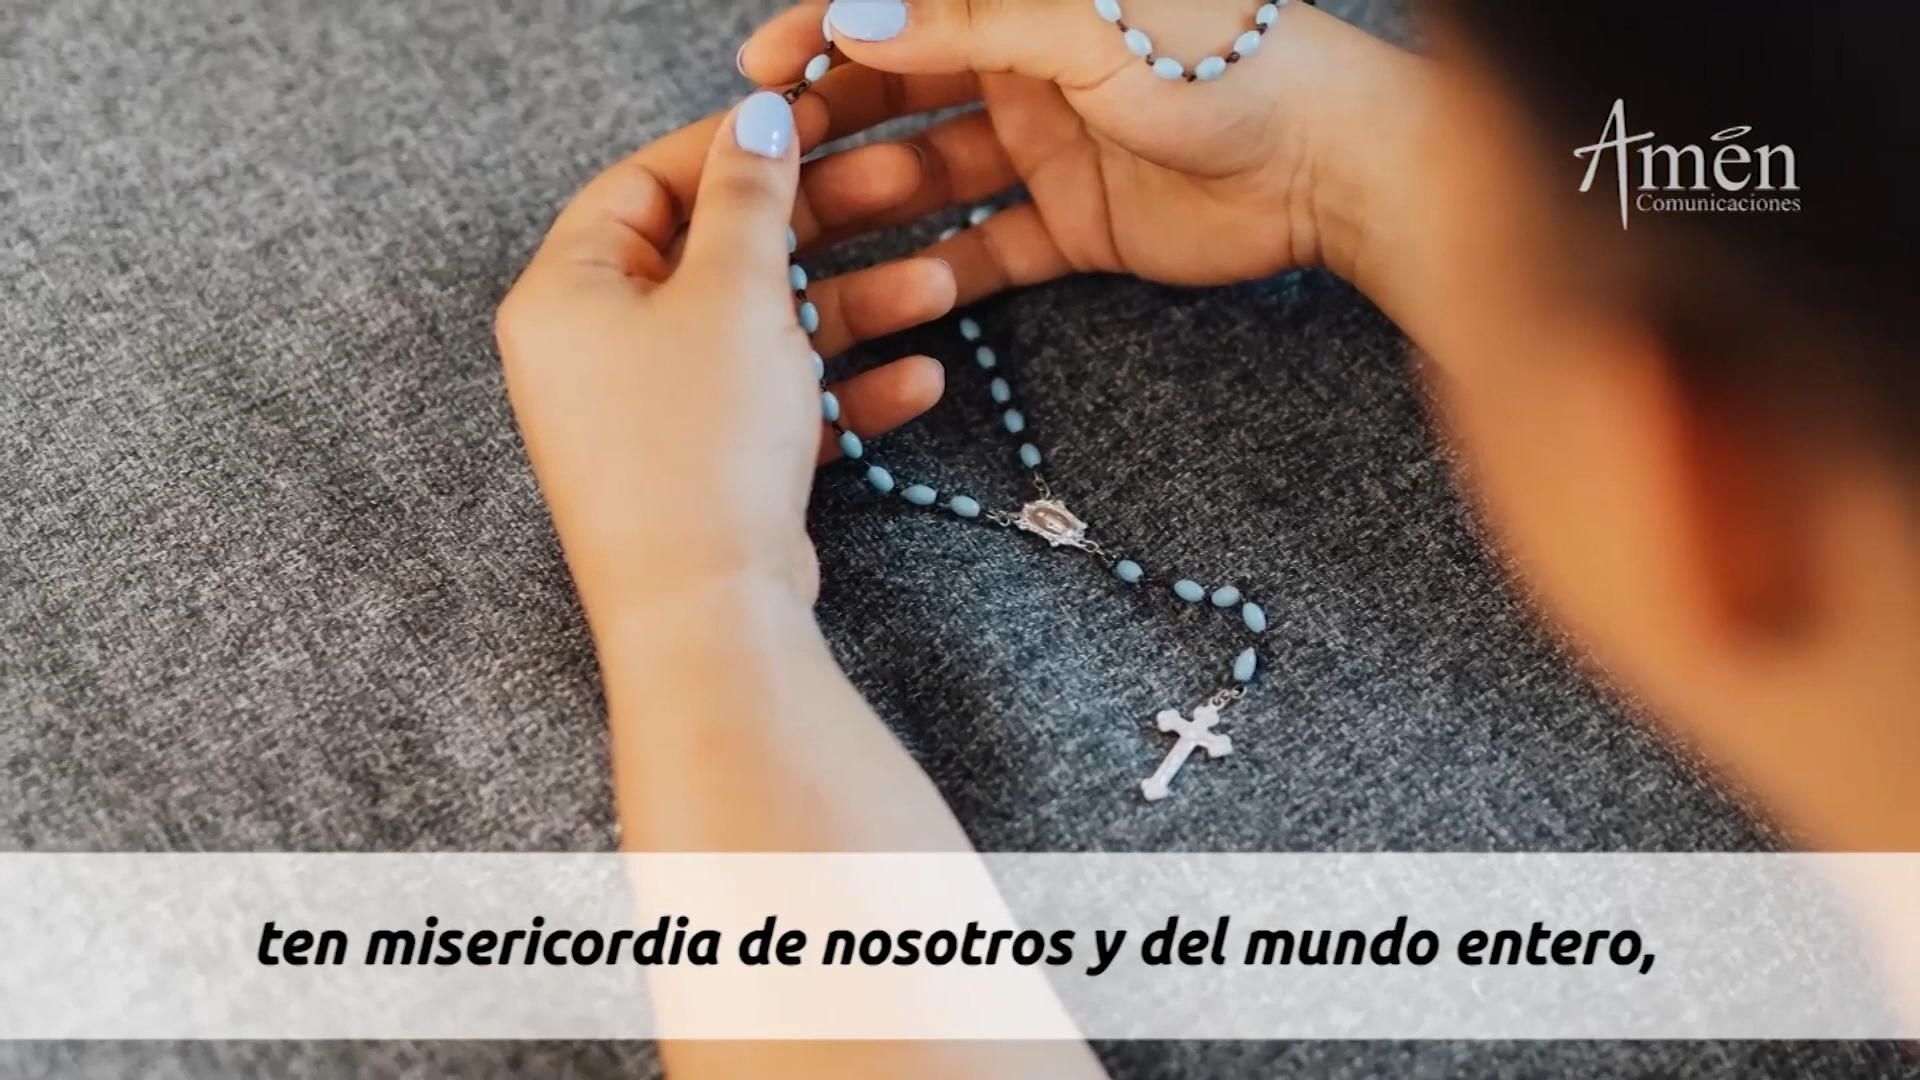 Amén
Comunicaciones
ten misericordia de nosotros y del mundo entero,